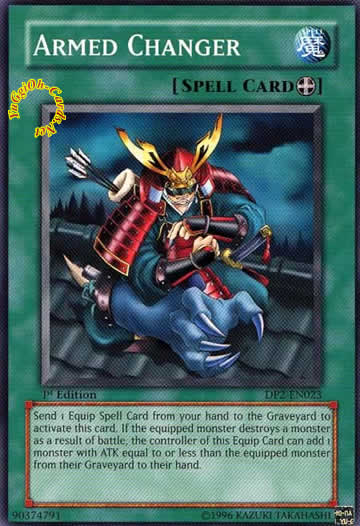 ARMED CHANGER
魔
[SPELL CARD]
YuGiOh-Cards.Net
1st Edition
DP2-EN023
Send 1 Equip Spell Card from your hand to the Graveyard to
activate this card. If the equipped monster destroys a monster
as a result of battle, the controller of this Equip Card can add 1
monster with ATK equal to or less than the equipped monster
from their Graveyard to their hand.
90374791
©1996 KAZUKI TAKAHASHI